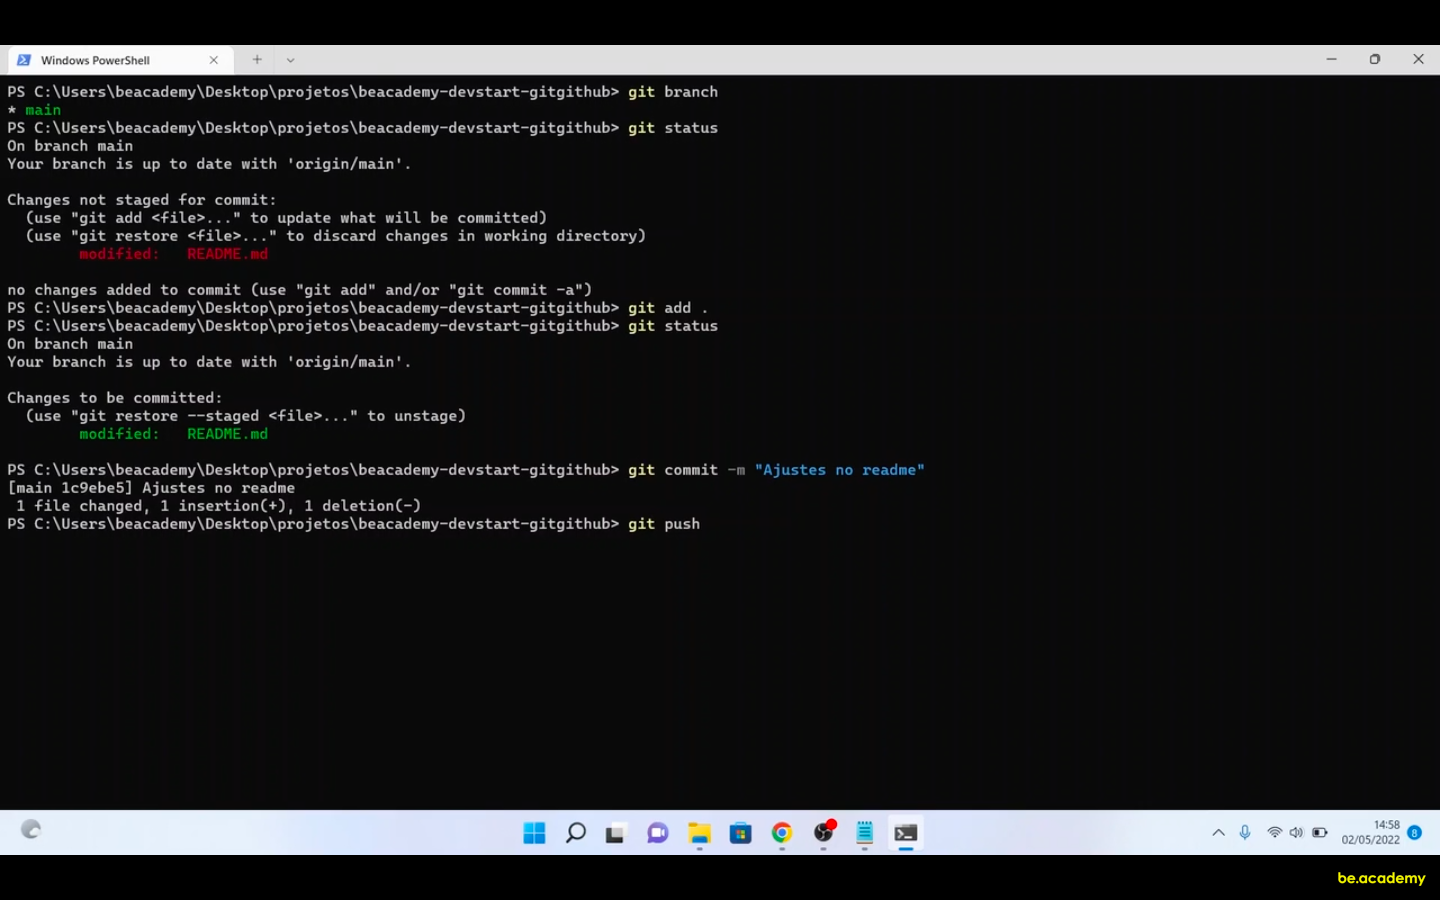 Windows PowerShell
PS C:\Users\beacademy\Desktop\projetos\beacademy-devstart-gitgithub> git branch
* main
PS C:\Users\beacademy\Desktop\projetos\beacademy-devstart-gitgithub> git status
On branch main
Your branch is up to date with 'origin/main'.
Changes not staged for commit:
  (use "git add <file>..." to update what will be committed)
  (use "git restore <file>..." to discard changes in working directory)
        modified:   README.md
no changes added to commit (use "git add" and/or "git commit -a")
PS C:\Users\beacademy\Desktop\projetos\beacademy-devstart-gitgithub> git add .
PS C:\Users\beacademy\Desktop\projetos\beacademy-devstart-gitgithub> git status
On branch main
Your branch is up to date with 'origin/main'.
Changes to be committed:
  (use "git restore --staged <file>..." to unstage)
        modified:   README.md
PS C:\Users\beacademy\Desktop\projetos\beacademy-devstart-gitgithub> git commit -m "Ajustes no readme"
[main 1c9ebe5] Ajustes no readme
 1 file changed, 1 insertion(+), 1 deletion(-)
PS C:\Users\beacademy\Desktop\projetos\beacademy-devstart-gitgithub> git push
14:58
02/05/2022
8
be.academy